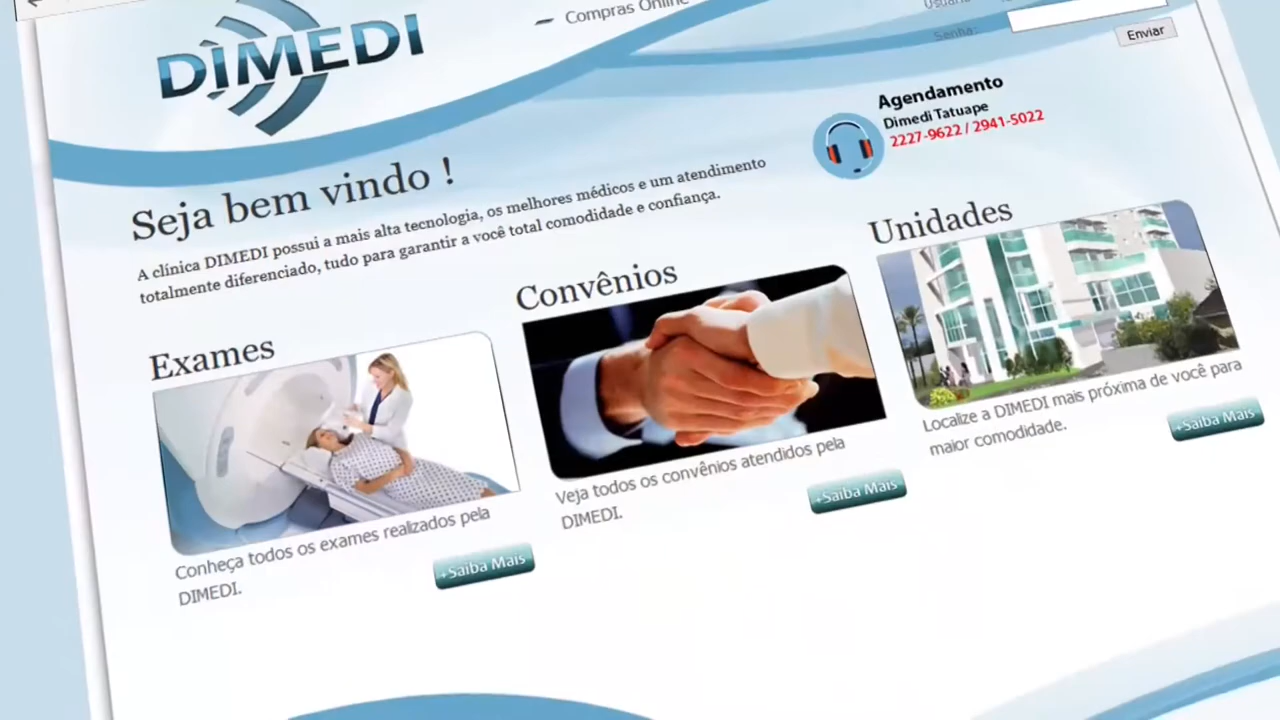 DIMEDI
Compras Online
Usuário
Senha:
Enviar
Agendamento
Dimedi Tatuape
2227-9622 / 2941-5022
Seja bem vindo !
A clínica DIMEDI possui a mais alta tecnologia, os melhores médicos e um atendimento
totalmente diferenciado, tudo para garantir a você total comodidade e confiança.
Exames
Conheça todos os exames realizados pela
DIMEDI.
+Saiba Mais
Convênios
Veja todos os convênios atendidos pela
DIMEDI.
+Saiba Mais
Unidades
Localize a DIMEDI mais próxima de você para
maior comodidade.
+Saiba Mais